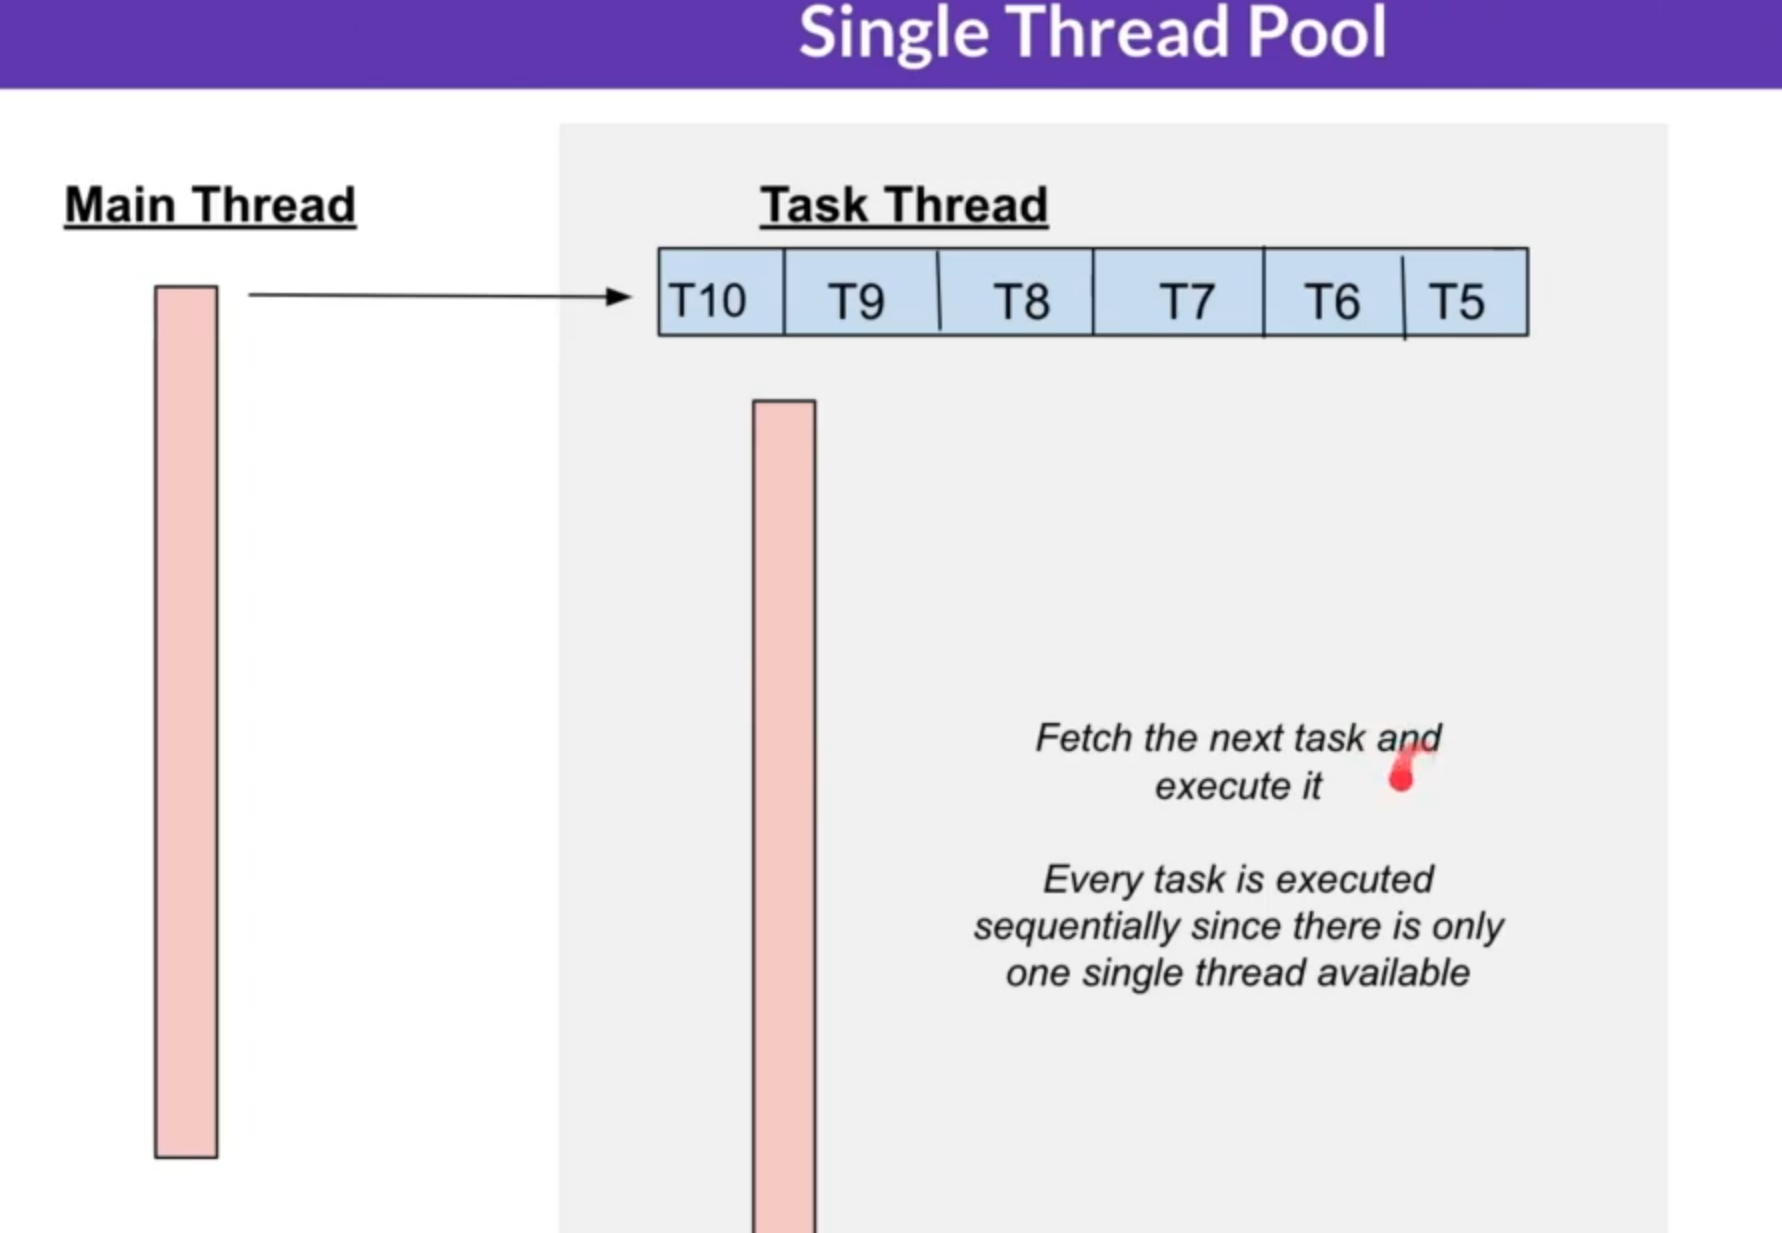 Single Thread Pool
Main Thread
Task Thread
T10 T9 T8 T7 T6 T5
Fetch the next task and
execute it
Every task is executed
sequentially since there is only
one single thread available